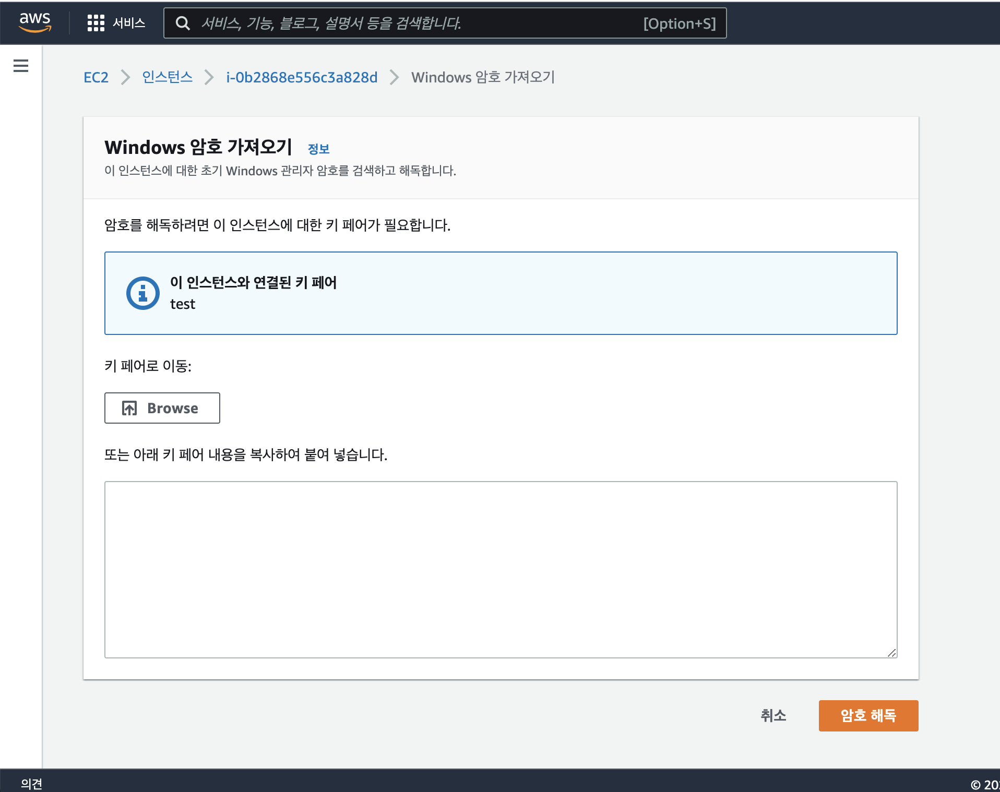 aws
서비스
서비스, 기능, 블로그, 설명서 등을 검색합니다.
[Option+S]
EC2 > 인스턴스 > i-0b2868e556c3a828d > Windows 암호 가져오기
Windows 암호 가져오기 정보
이 인스턴스에 대한 초기 Windows 관리자 암호를 검색하고 해독합니다.
암호를 해독하려면 이 인스턴스에 대한 키 페어가 필요합니다.
이 인스턴스와 연결된 키 페어
test
키 페어로 이동:
Browse
또는 아래 키 페어 내용을 복사하여 붙여 넣습니다.
취소
암호 해독
의견
©